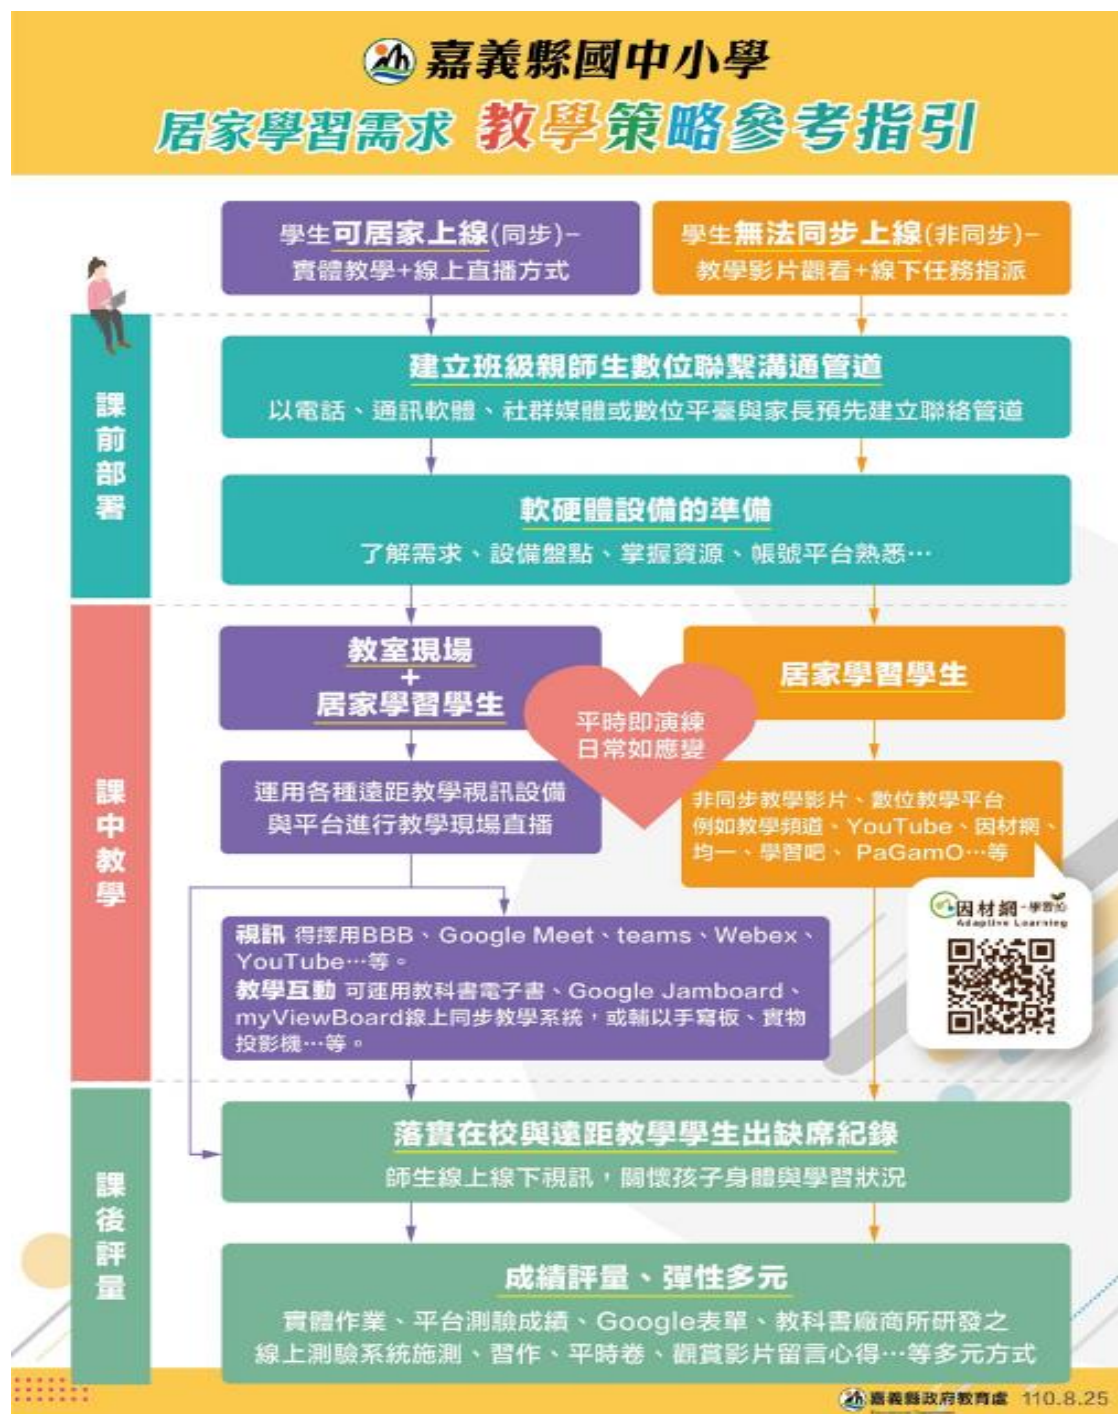 嘉義縣國中小學
居家學習需求 教學策略參考指引
學生可居家上線(同步)-
實體教學+線上直播方式
學生無法同步上線(非同步)-
教學影片觀看+線下任務指派
課前部署
建立班級親師生數位聯繫溝通管道
以電話、通訊軟體、社群媒體或數位平臺與家長預先建立聯絡管道
軟硬體設備的準備
了解需求、設備盤點、掌握資源、帳號平台熟悉…
課中教學
教室現場
+
居家學習學生
平時即演練
日常如應變
居家學習學生
運用各種遠距教學視訊設備
與平台進行教學現場直播
非同步教學影片、數位教學平台
例如教學頻道、YouTube、因材網、
均一、學習吧、 PaGamO…等
因材網-學習拍
Adaptive Learning
視訊 得擇用BBB、Google Meet、teams、Webex、
YouTube…等。
教學互動 可運用教科書電子書、Google Jamboard、
myViewBoard線上同步教學系統,或輔以手寫板、實物
投影機…等。
課後評量
落實在校與遠距教學學生出缺席紀錄
師生線上線下視訊,關懷孩子身體與學習狀況
成績評量、彈性多元
實體作業、平台測驗成績、Google表單、教科書廠商所研發之
線上測驗系統施測、習作、平時卷、觀賞影片留言心得…等多元方式
嘉義縣政府教育處 110.8.25